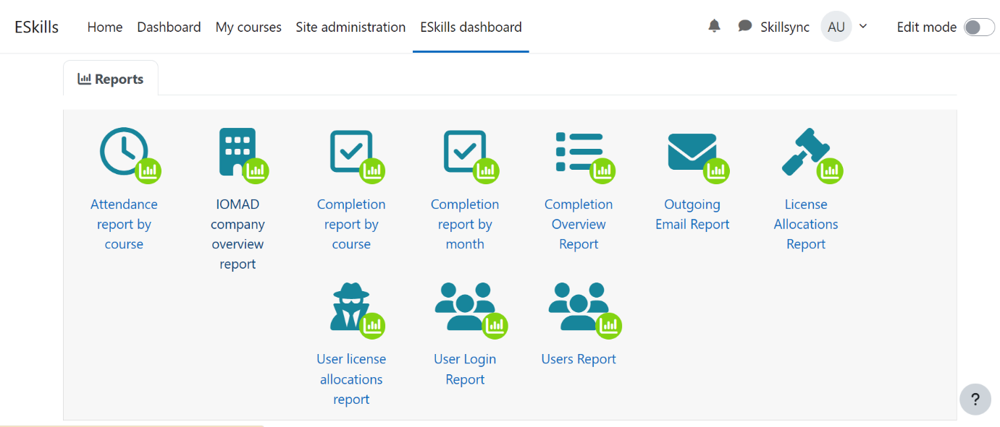 ESkills Home Dashboard My courses Site administration ESkills dashboard Skillsync AU Edit mode
Reports
Attendance
report by
course
IOMAD
company
overview
report
Completion
report by
course
Completion
report by
month
Completion
Overview
Report
Outgoing
Email Report
License
Allocations
Report
User license
allocations
report
User Login
Report
Users Report
?